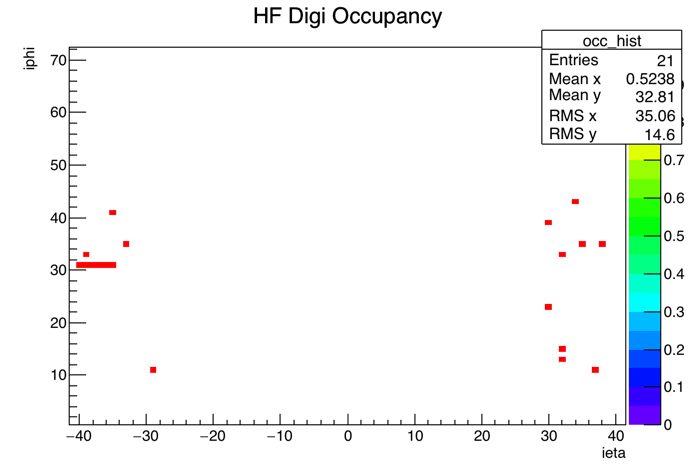 HF Digi Occupancy
occ_hist
Entries 21
Mean x 0.5238
Mean y 32.81
RMS x 35.06
RMS y 14.6
iphi
70
60
50
40
30
20
10
0.7
0.6
0.5
0.4
0.3
0.2
0.1
0
−40 −30 −20 −10 0 10 20 30 40
ieta